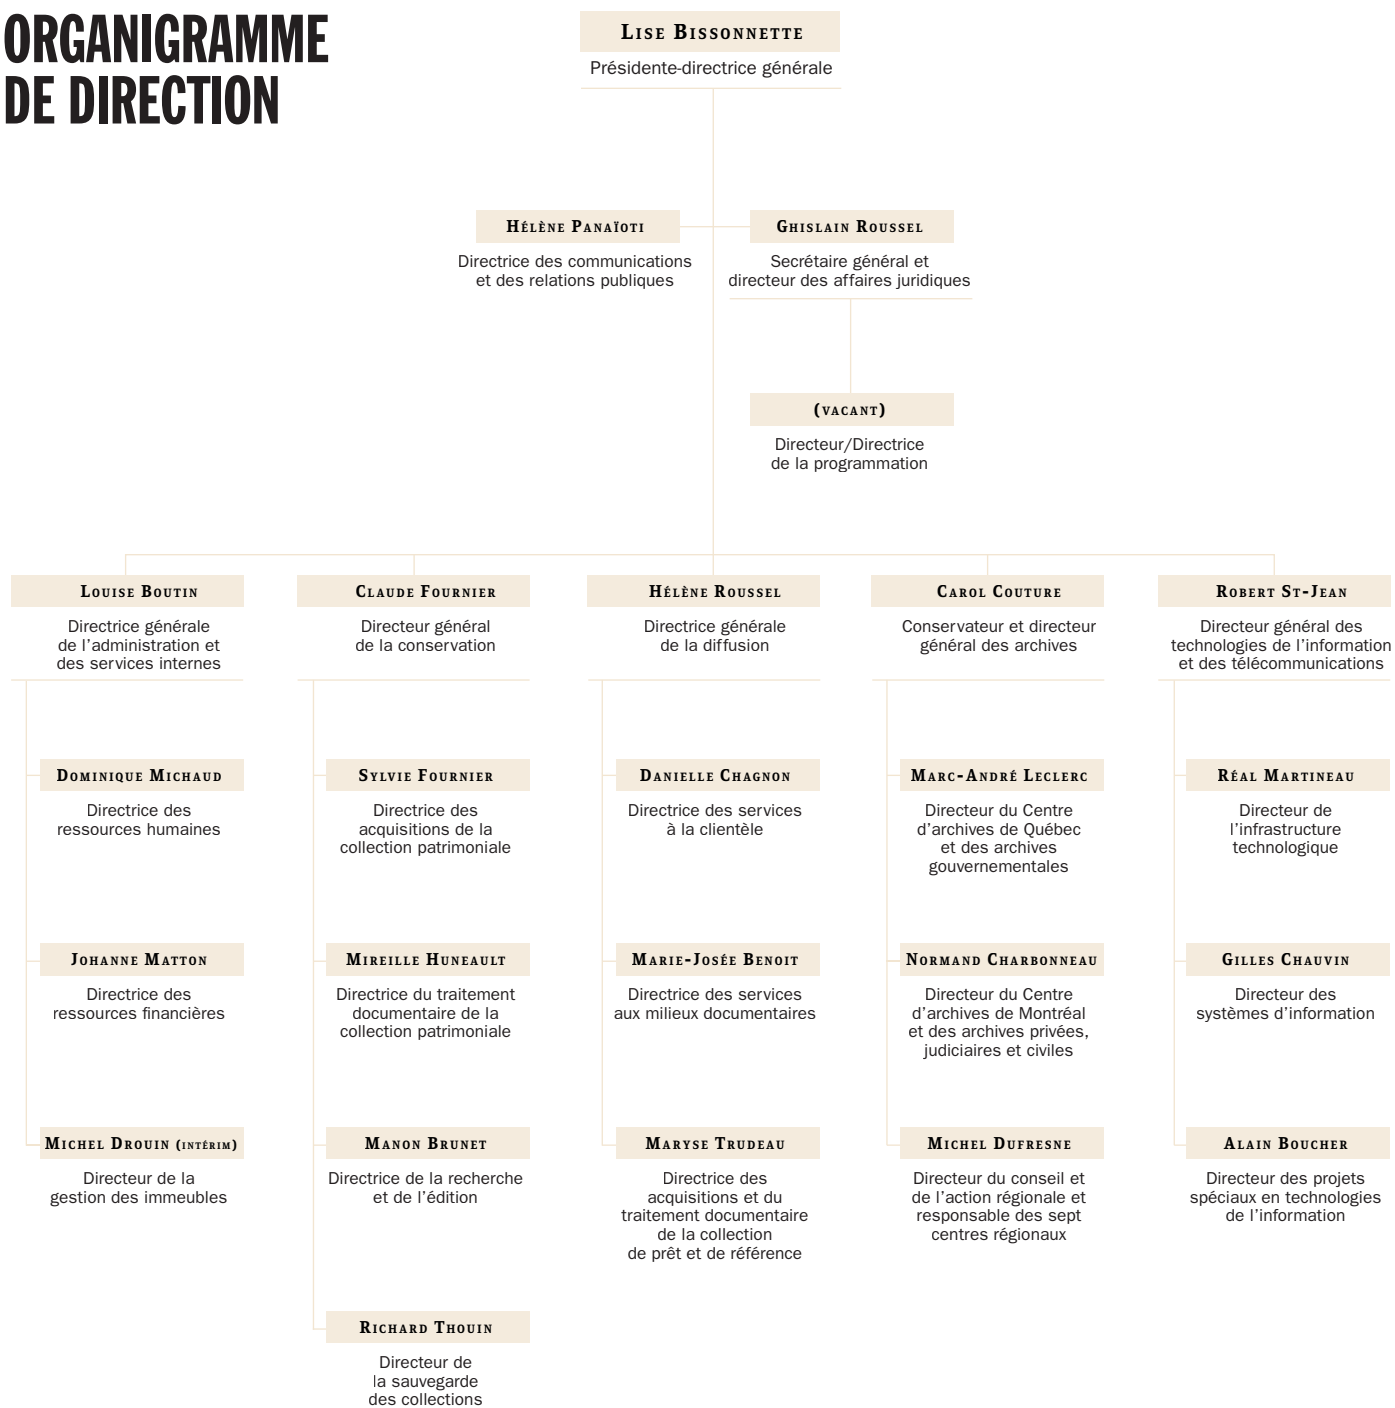 ORGANIGRAMME
DE DIRECTION
LISE BISSONNETTE
Présidente-directrice générale
HÉLÈNE PANAÏOTI
Directrice des communications
et des relations publiques
GHISLAIN ROUSSEL
Secrétaire général et
directeur des affaires juridiques
(VACANT)
Directeur/Directrice
de la programmation
LOUISE BOUTIN
Directrice générale
de l'administration et
des services internes
DOMINIQUE MICHAUD
Directrice des
ressources humaines
JOHANNE MATTON
Directrice des
ressources financières
MICHEL DROUIN (INTÉRIM)
Directeur de la
gestion des immeubles
CLAUDE FOURNIER
Directeur général
de la conservation
SYLVIE FOURNIER
Directrice des
acquisitions de la
collection patrimoniale
MIREILLE HUNEAULT
Directrice du traitement
documentaire de la
collection patrimoniale
MANON BRUNET
Directrice de la recherche
et de l'édition
RICHARD THOUIN
Directeur de
la sauvegarde
des collections
HÉLÈNE ROUSSEL
Directrice générale
de la diffusion
DANIELLE CHAGNON
Directrice des services
à la clientèle
MARIE-JOSÉE BENOIT
Directrice des services
aux milieux documentaires
MARYSE TRUDEAU
Directrice des
acquisitions et du
traitement documentaire
de la collection
de prêt et de référence
CAROL COUTURE
Conservateur et directeur
général des archives
MARC-ANDRÉ LECLERC
Directeur du Centre
d'archives de Québec
et des archives
gouvernementales
NORMAND CHARBONNEAU
Directeur du Centre
d'archives de Montréal
et des archives privées,
judiciaires et civiles
MICHEL DUFRESNE
Directeur du conseil et
de l'action régionale et
responsable des sept
centres régionaux
ROBERT ST-JEAN
Directeur général des
technologies de l'information
et des télécommunications
RÉAL MARTINEAU
Directeur de
l'infrastructure
technologique
GILLES CHAUVIN
Directeur des
systèmes d'information
ALAIN BOUCHER
Directeur des projets
spéciaux en technologies
de l'information